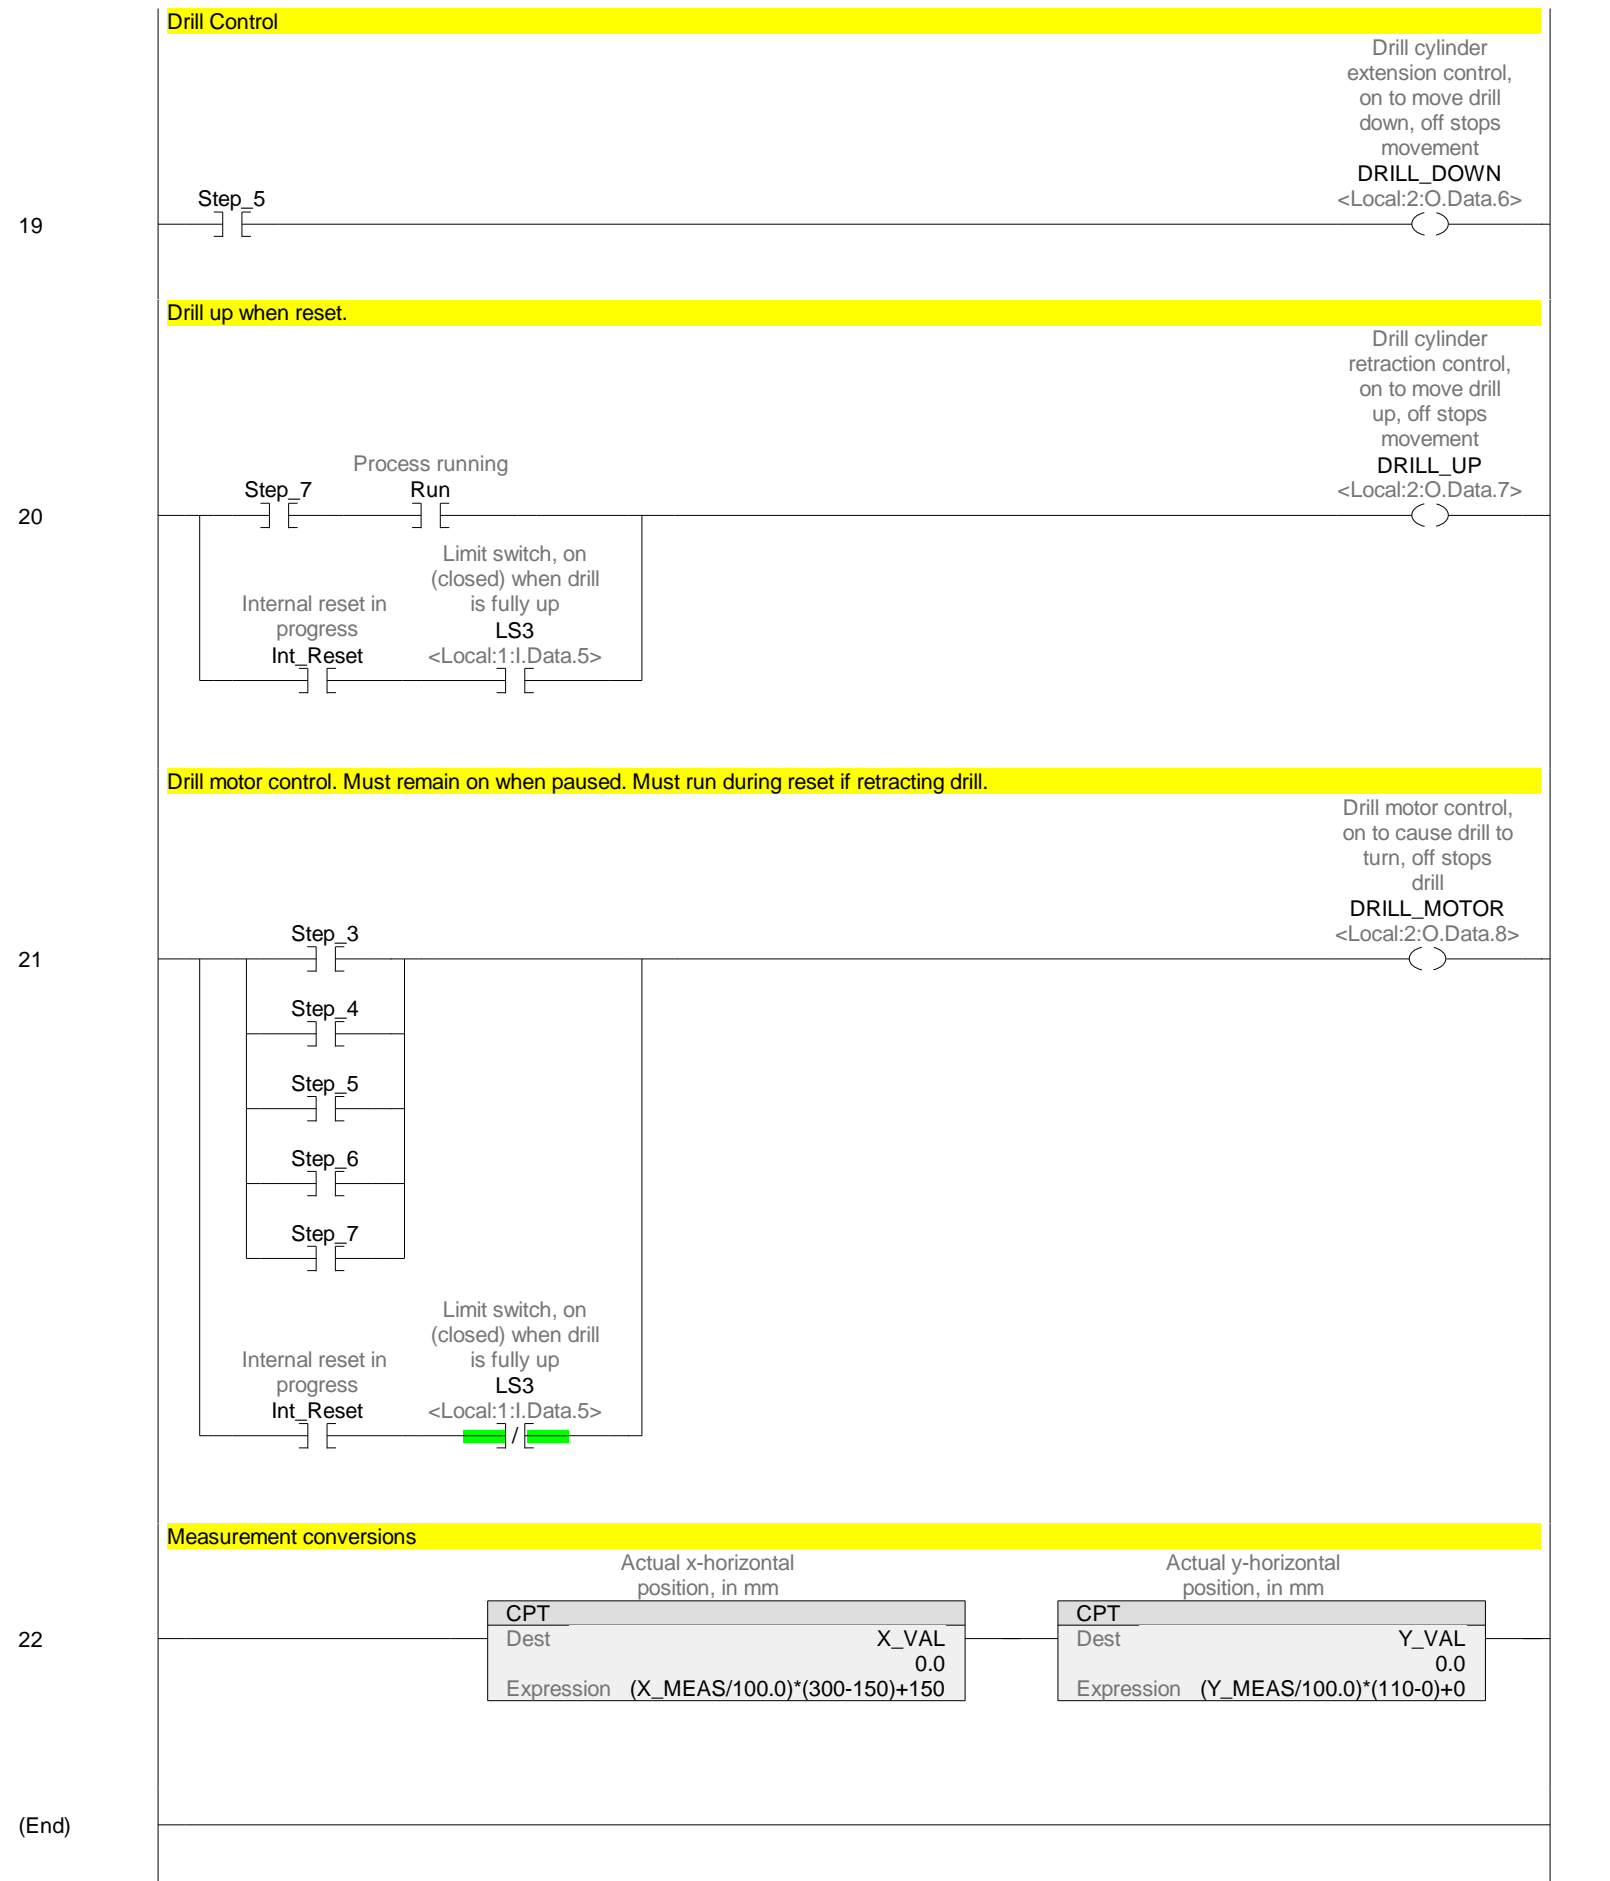 Drill Control
Drill cylinder
extension control,
on to move drill
down, off stops
movement
DRILL_DOWN
Step_5
<Local:2:O.Data.6>
19
Drill up when reset.
Drill cylinder
retraction control,
on to move drill
up, off stops
movement
Process running
DRILL_UP
Step_7
Run
<Local:2:O.Data.7>
20
Limit switch, on
(closed) when drill
Internal reset in
is fully up
progress
LS3
Int_Reset
<Local:1:I.Data.5>
Drill motor control. Must remain on when paused. Must run during reset if retracting drill.
Drill motor control,
on to cause drill to
turn, off stops
drill
DRILL_MOTOR
Step_3
<Local:2:O.Data.8>
21
Step_4
Step_5
Step_6
Step_7
Limit switch, on
(closed) when drill
Internal reset in
is fully up
progress
LS3
Int_Reset
<Local:1:I.Data.5>
/
Measurement conversions
Actual x-horizontal
position, in mm
Actual y-horizontal
position, in mm
22
CPT
Dest X_VAL
0.0
Expression (X_MEAS/100.0)*(300-150)+150
CPT
Dest Y_VAL
0.0
Expression (Y_MEAS/100.0)*(110-0)+0
(End)